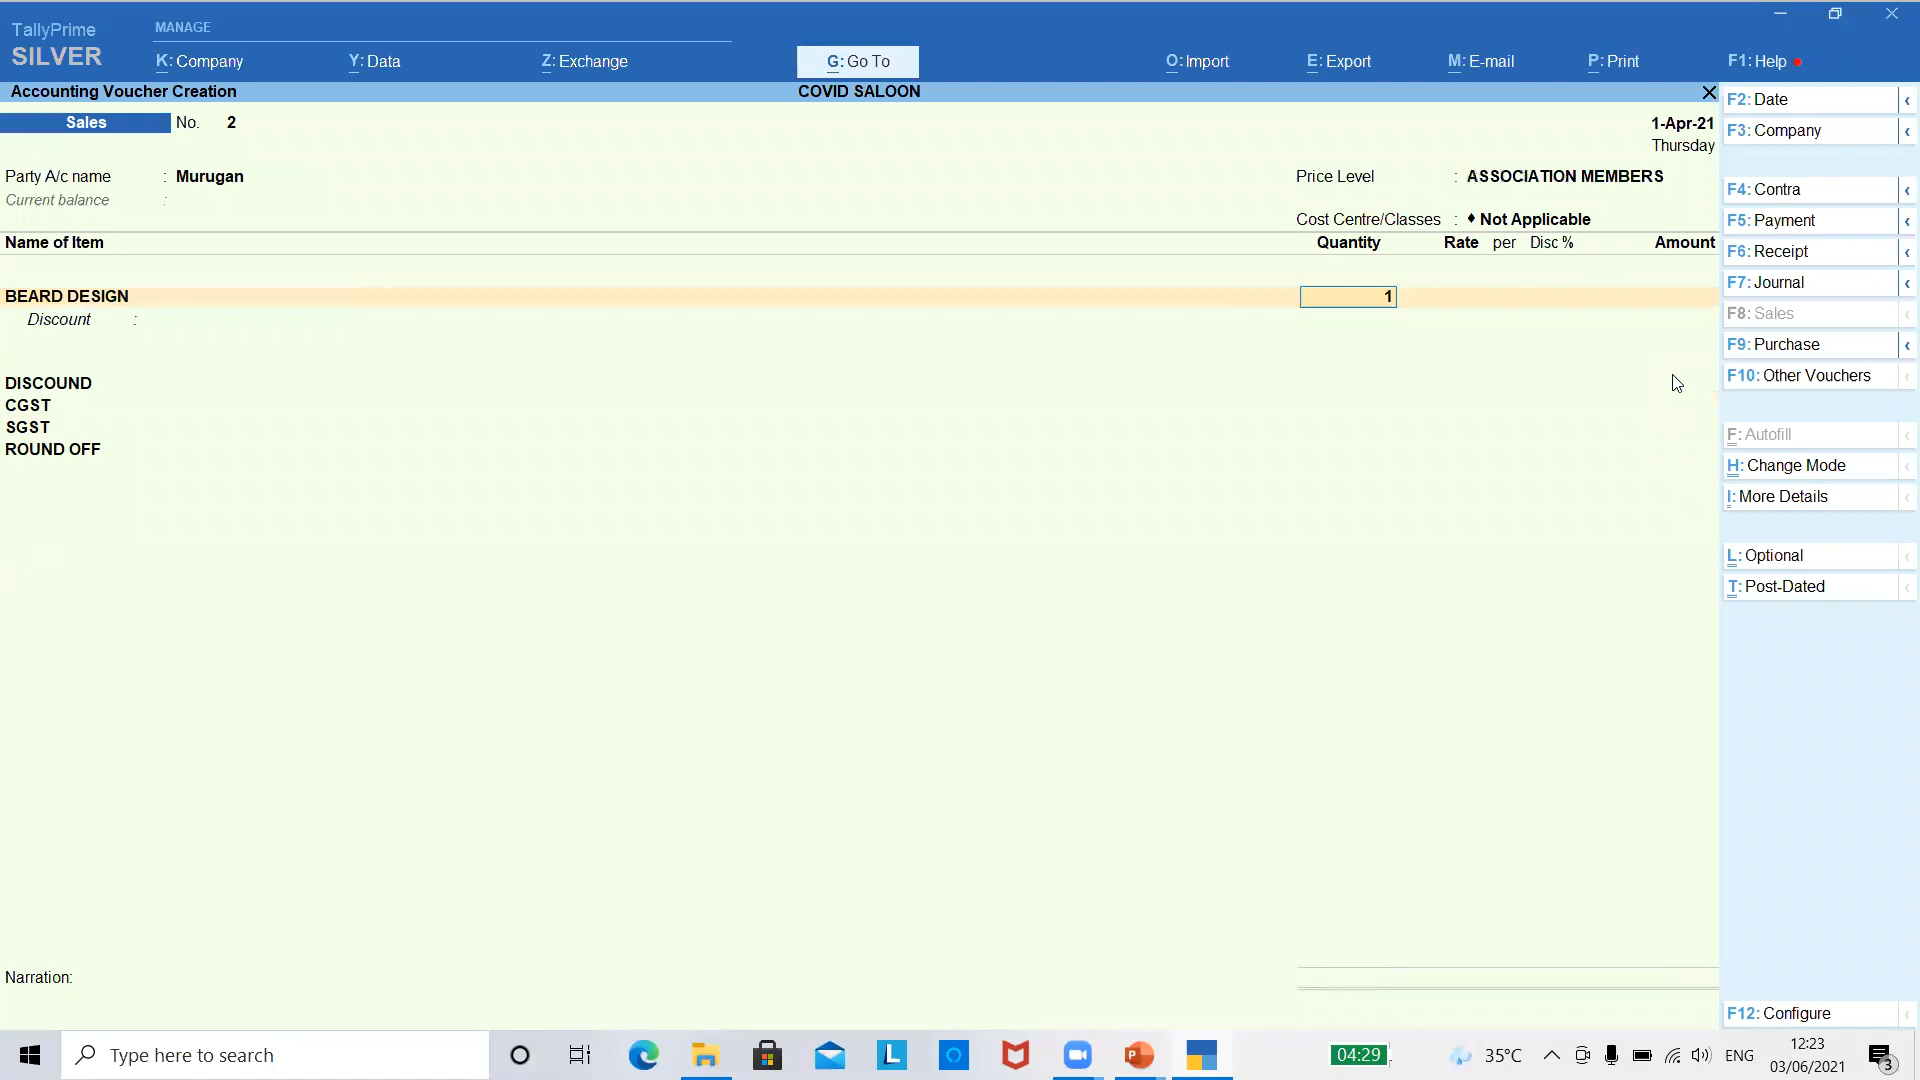 TallyPrime
SILVER
MANAGE
K: Company
Y: Data
Z: Exchange
G: Go To
O: Import
E: Export
M: E-mail
P: Print
F1: Help
Accounting Voucher Creation
COVID SALOON
Sales No. 2
1-Apr-21
Thursday
Party A/c name : Murugan
Price Level : ASSOCIATION MEMBERS
Current balance :
Cost Centre/Classes : ♦ Not Applicable
Name of Item Quantity Rate per Disc % Amount
BEARD DESIGN 1
Discount :
DISCOUND
CGST
SGST
ROUND OFF
Narration:
F2: Date
F3: Company
F4: Contra
F5: Payment
F6: Receipt
F7: Journal
F8: Sales
F9: Purchase
F10: Other Vouchers
F: Autofill
H: Change Mode
I: More Details
L: Optional
T: Post-Dated
F12: Configure
Type here to search
L
P
04:29
35°C
ENG
12:23
03/06/2021
3